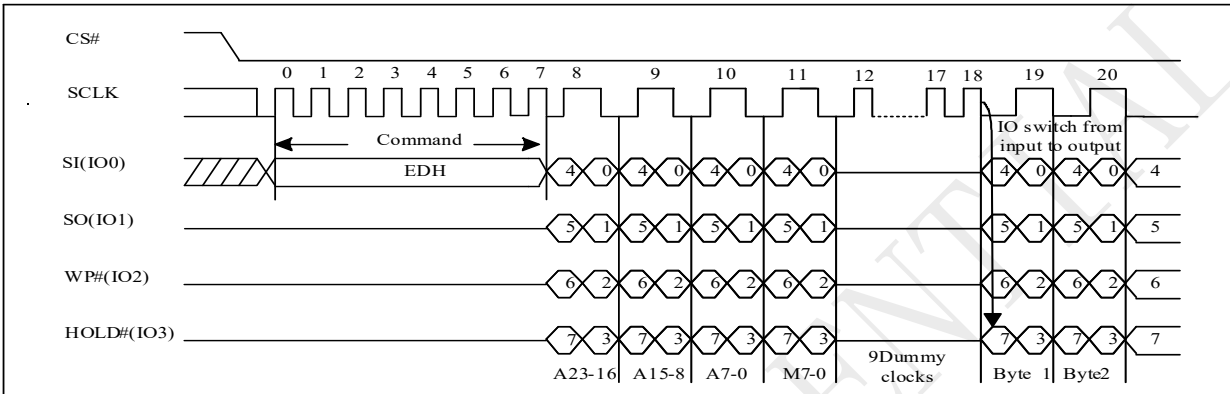 CS#
0 1 2 3 4 5 6 7 8 9 10 11 12 17 18 19 20
SCLK
IO switch from
input to output
Command
SI(IO0) EDH 4 0 4 0 4 0 4 0 4 0 4 0 4
SO(IO1) 5 1 5 1 5 1 5 1 5 1 5 1 5
WP#(IO2) 6 2 6 2 6 2 6 2 6 2 6 2 6
HOLD#(IO3) 7 3 7 3 7 3 7 3 7 3 7 3 7
A23-16 A15-8 A7-0 M7-0 9Dummy
clocks Byte 1 Byte2
ENTIAL